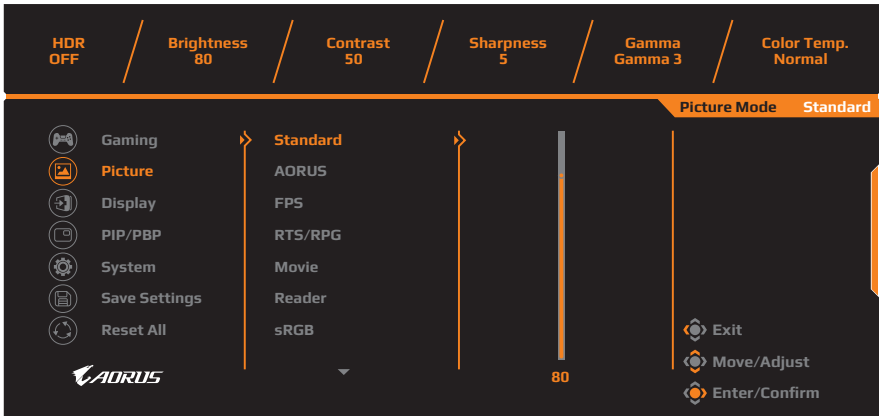 HDR
OFF
Brightness
80
Contrast
50
Sharpness
5
Gamma
Gamma 3
Color Temp.
Normal
Picture Mode Standard
Gaming
Picture
Display
PIP/PBP
System
Save Settings
Reset All
Standard
AORUS
FPS
RTS/RPG
Movie
Reader
sRGB
80
Exit
Move/Adjust
Enter/Confirm
AORUS